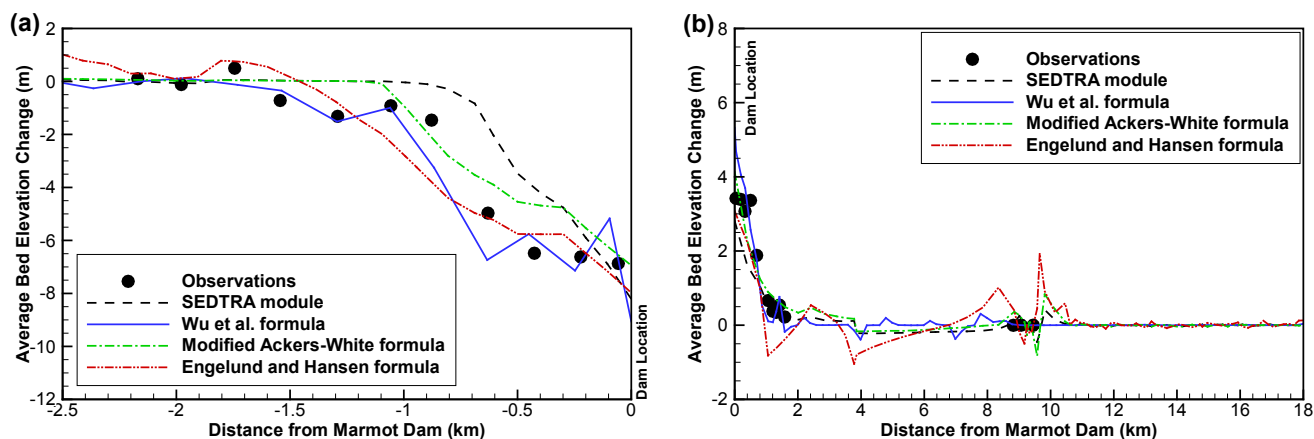 (a)
Average Bed Elevation Change (m)
2
0
-2
-4
-6
-8
-10
-12
Observations
SEDTRA module
Wu et al. formula
Modified Ackers-White formula
Engelund and Hansen formula
Dam Location
-2.5
-2
-1.5
-1
-0.5
0
Distance from Marmot Dam (km)
(b)
Average Bed Elevation Change (m)
8
6
4
2
0
-2
-4
Dam Location
Observations
SEDTRA module
Wu et al. formula
Modified Ackers-White formula
Engelund and Hansen formula
0
2
4
6
8
10
12
14
16
18
Distance from Marmot Dam (km)